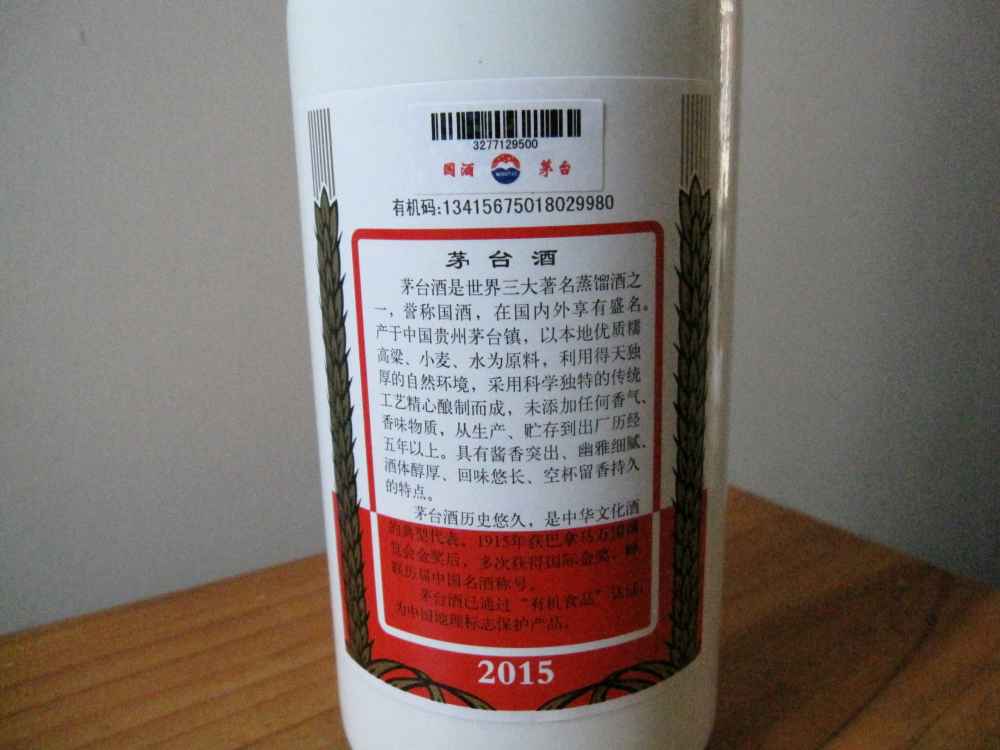 3277129500
国酒 茅台
有机码:13415675018029980
茅台酒
茅台酒是世界三大著名蒸馏酒之
一，誉称国酒，在国内外享有盛名。
产于中国贵州茅台镇，以本地优质糯
高粱、小麦、水为原料，利用得天独
厚的自然环境，采用科学独特的传统
工艺精心酿制而成，未添加任何香气、
香味物质，从生产、贮存到出厂历经
五年以上。具有酱香突出、幽雅细腻、
酒体醇厚、回味悠长、空杯留香持久
的特点。
茅台酒历史悠久，是中华文化酒
的典型代表。1915年获巴拿马万国博
览会金奖后，多次获得国际金奖，蝉
联历届中国名酒称号。
茅台酒已通过“有机食品”认证，
为中国地理标志保护产品。
2015